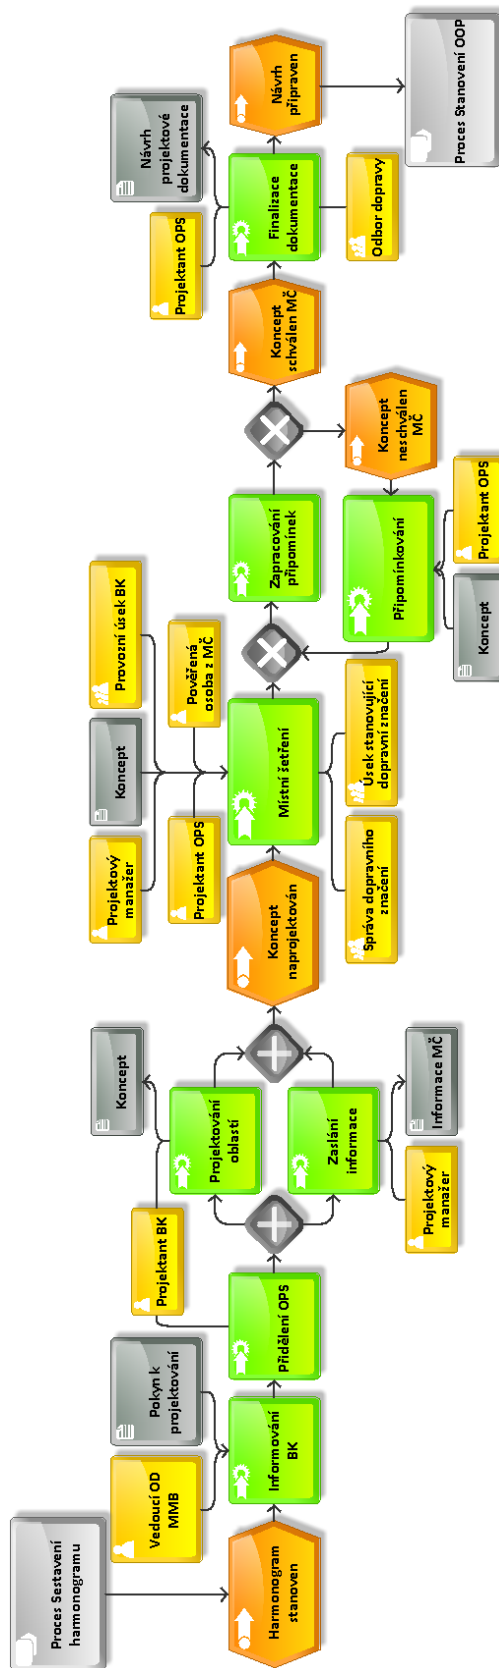 Proces Sestavení
harmonogramu
Harmonogram
stanoven
Vedoucí OD
MMB
Pokyn k
projektování
Informování
BK
Přidělení OPS
Projektant BK
Koncept
Projektování
oblastí
Zaslání
informace
Projektový
manažer
Informace MČ
Koncept
naprojektován
Projektový
manažer
Koncept
Provozní úsek BK
Projektant OPS
Pověřená
osoba z MČ
Místní šetření
Správa dopravního
značení
Úsek stanovující
dopravní značení
Zapracování
připomínek
Připomínkování
Koncept
Projektant OPS
Koncept
neschválen
MČ
Koncept
schválen MČ
Projektant OPS
Návrh
projektové
dokumentace
Finalizace
dokumentace
Odbor dopravy
Návrh
připraven
Proces Stanovení OOP